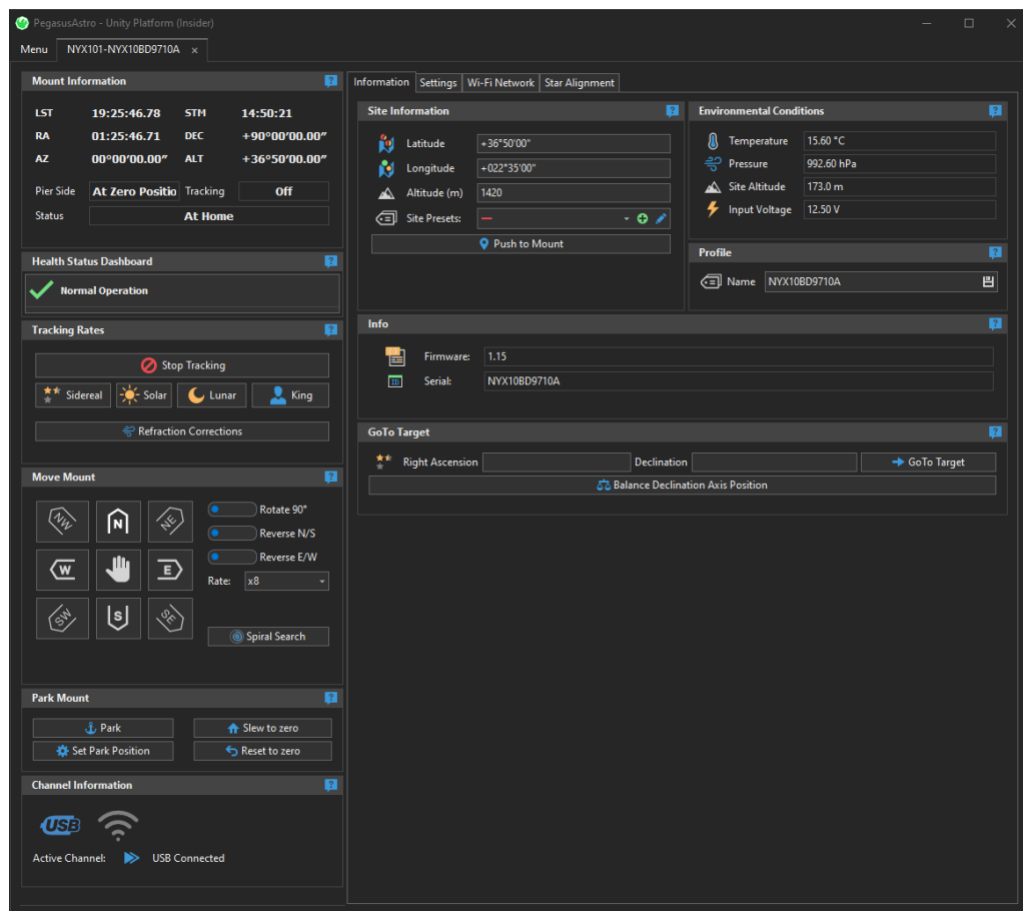 PegasusAstro - Unity Platform (Insider)
Menu NYX101-NYX10BD9710A x
Mount Information
LST 19:25:46.78 STM 14:50:21
RA 01:25:46.71 DEC +90°00'00.00"
AZ 00°00'00.00" ALT +36°50'00.00"
Pier Side At Zero Positio Tracking Off
Status At Home
Health Status Dashboard
Normal Operation
Tracking Rates
Stop Tracking
Sidereal Solar Lunar King
Refraction Corrections
Move Mount
NW N NE
W E
SW S SE
Rotate 90°
Reverse N/S
Reverse E/W
Rate: x8
Spiral Search
Park Mount
Park Slew to zero
Set Park Position Reset to zero
Channel Information
USB
Active Channel: USB Connected
Information Settings Wi-Fi Network Star Alignment
Site Information
Latitude +36°50'00"
Longitude +022°35'00"
Altitude (m) 1420
Site Presets:
Push to Mount
Environmental Conditions
Temperature 15.60 °C
Pressure 992.60 hPa
Site Altitude 173.0 m
Input Voltage 12.50 V
Profile
Name NYX10BD9710A
Info
Firmware: 1.15
Serial: NYX10BD9710A
GoTo Target
Right Ascension Declination GoTo Target
Balance Declination Axis Position